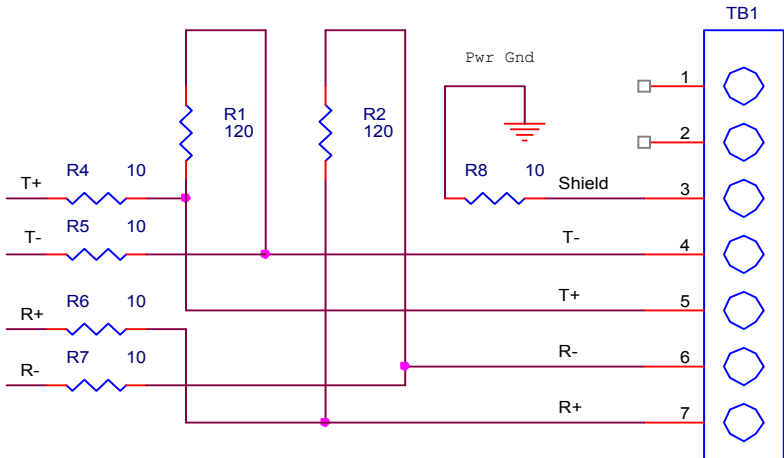 TB1
Pwr Gnd
1
R1
120
R2
120
2
T+
R4 10
R8 10
Shield
3
T-
R5 10
T-
4
R+
R6 10
T+
5
R-
R7 10
R-
6
R+
7